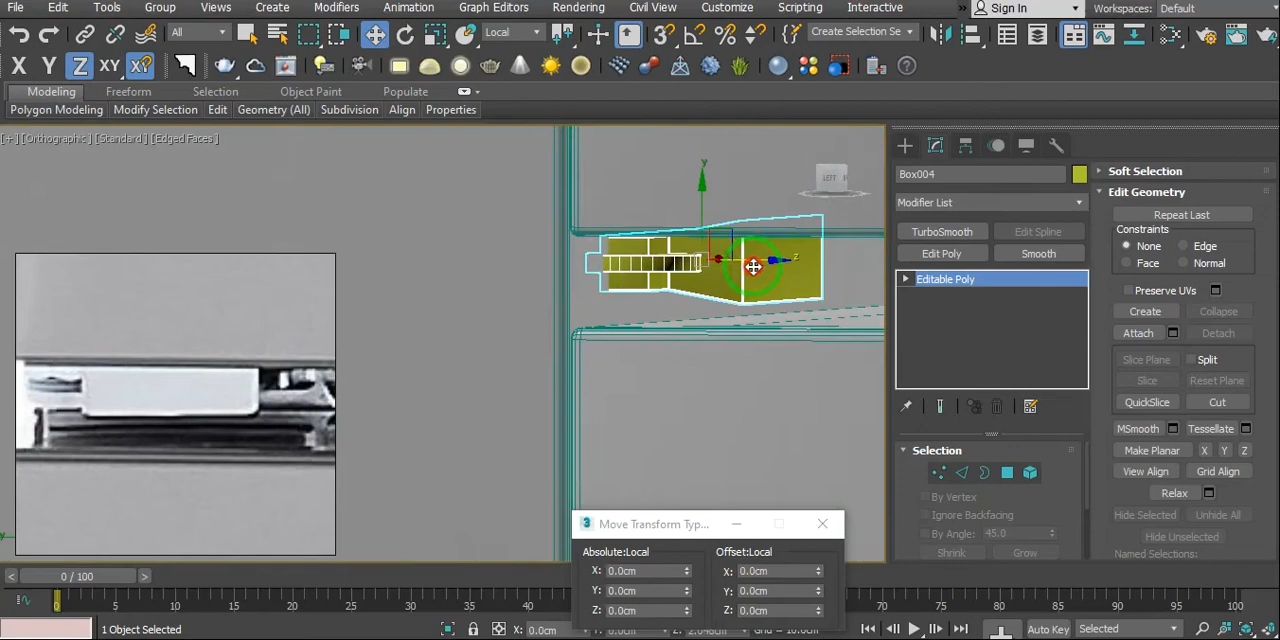 File Edit Tools Group Views Create Modifiers Animation Graph Editors Rendering Civil View Customize Scripting Interactive Sign In Workspaces: Default
All Local Create Selection Se
X Y Z XY
Modeling Freeform Selection Object Paint Populate
Polygon Modeling Modify Selection Edit Geometry (All) Subdivision Align Properties
[+] [Orthographic] [Standard] [Edged Faces]
LEFT
y
z
y
Box004
Modifier List
TurboSmooth Edit Spline
Edit Poly Smooth
Editable Poly
Selection
By Vertex
Ignore Backfacing
By Angle: 45.0
Shrink Grow
Soft Selection
Edit Geometry
Repeat Last
Constraints
None Edge
Face Normal
Preserve UVs
Create Collapse
Attach Detach
Slice Plane Split
Slice Reset Plane
QuickSlice Cut
MSmooth Tessellate
Make Planar X Y Z
View Align Grid Align
Relax
Hide Selected Unhide All
Hide Unselected
Named Selections:
3 Move Transform Typ...
Absolute:Local Offset:Local
X: 0.0cm X: 0.0cm
Y: 0.0cm Y: 0.0cm
Z: 0.0cm Z: 0.0cm
< 0 / 100 >
0 5 10 15 20 25 30 35 40 45 70 75 80 85 90 95 100
1 Object Selected X: 0.0cm Auto Key Selected